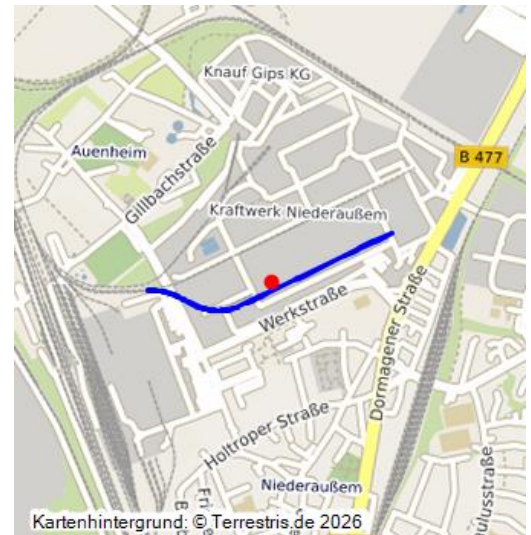 Knauf Gips KG
Auenheim
B 477
Gillbachstraße
Kraftwerk Niederaußem
Werkstraße
Dormagener Straße
Holtroper Straße
Niederaußem
Kartenhintergrund: © Terrestris.de 2026